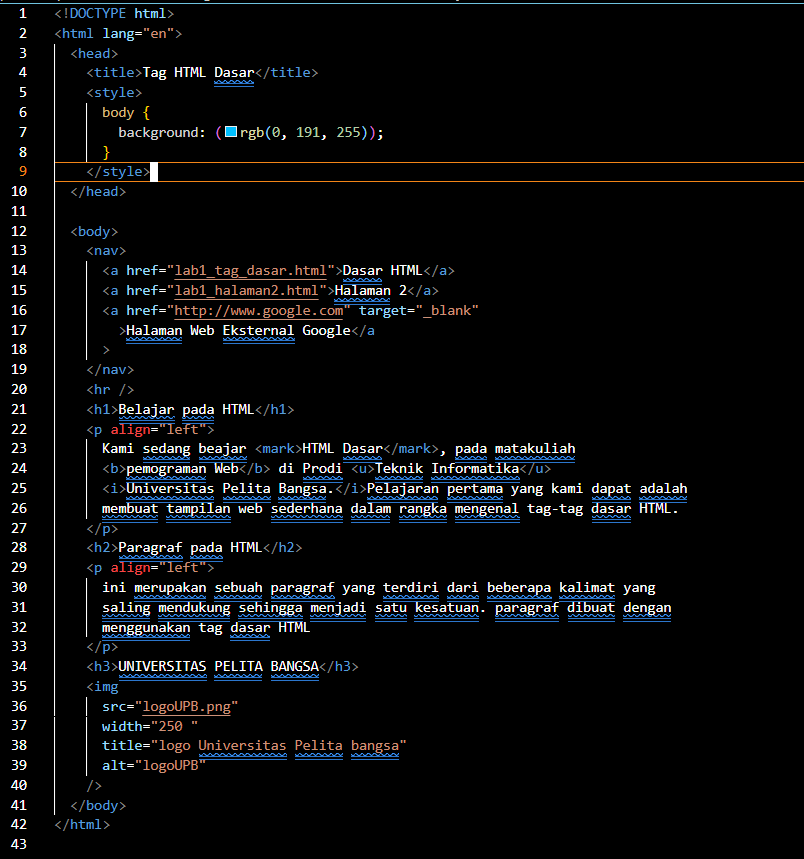 1 <!DOCTYPE html>
2 <html lang="en">
3 <head>
4 <title>Tag HTML Dasar</title>
5 <style>
6 body {
7 background: (rgb(0, 191, 255));
8 }
9 </style>
10 </head>
11
12 <body>
13 <nav>
14 <a href="lab1_tag_dasar.html">Dasar HTML</a>
15 <a href="lab1_halaman2.html">Halaman 2</a>
16 <a href="http://www.google.com" target="_blank"
17 >Halaman Web Eksternal Google</a
18 >
19 </nav>
20 <hr />
21 <h1>Belajar pada HTML</h1>
22 <p align="left">
23 Kami sedang beajar <mark>HTML Dasar</mark>, pada matakuliah
24 <b>pemograman Web</b> di Prodi <u>Teknik Informatika</u>
25 <i>Universitas Pelita Bangsa.</i>Pelajaran pertama yang kami dapat adalah
26 membuat tampilan web sederhana dalam rangka mengenal tag-tag dasar HTML.
27 </p>
28 <h2>Paragraf pada HTML</h2>
29 <p align="left">
30 ini merupakan sebuah paragraf yang terdiri dari beberapa kalimat yang
31 saling mendukung sehingga menjadi satu kesatuan. paragraf dibuat dengan
32 menggunakan tag dasar HTML
33 </p>
34 <h3>UNIVERSITAS PELITA BANGSA</h3>
35 <img
36 src="logoUPB.png"
37 width="250 "
38 title="logo Universitas Pelita bangsa"
39 alt="logoUPB"
40 />
41 </body>
42 </html>
43